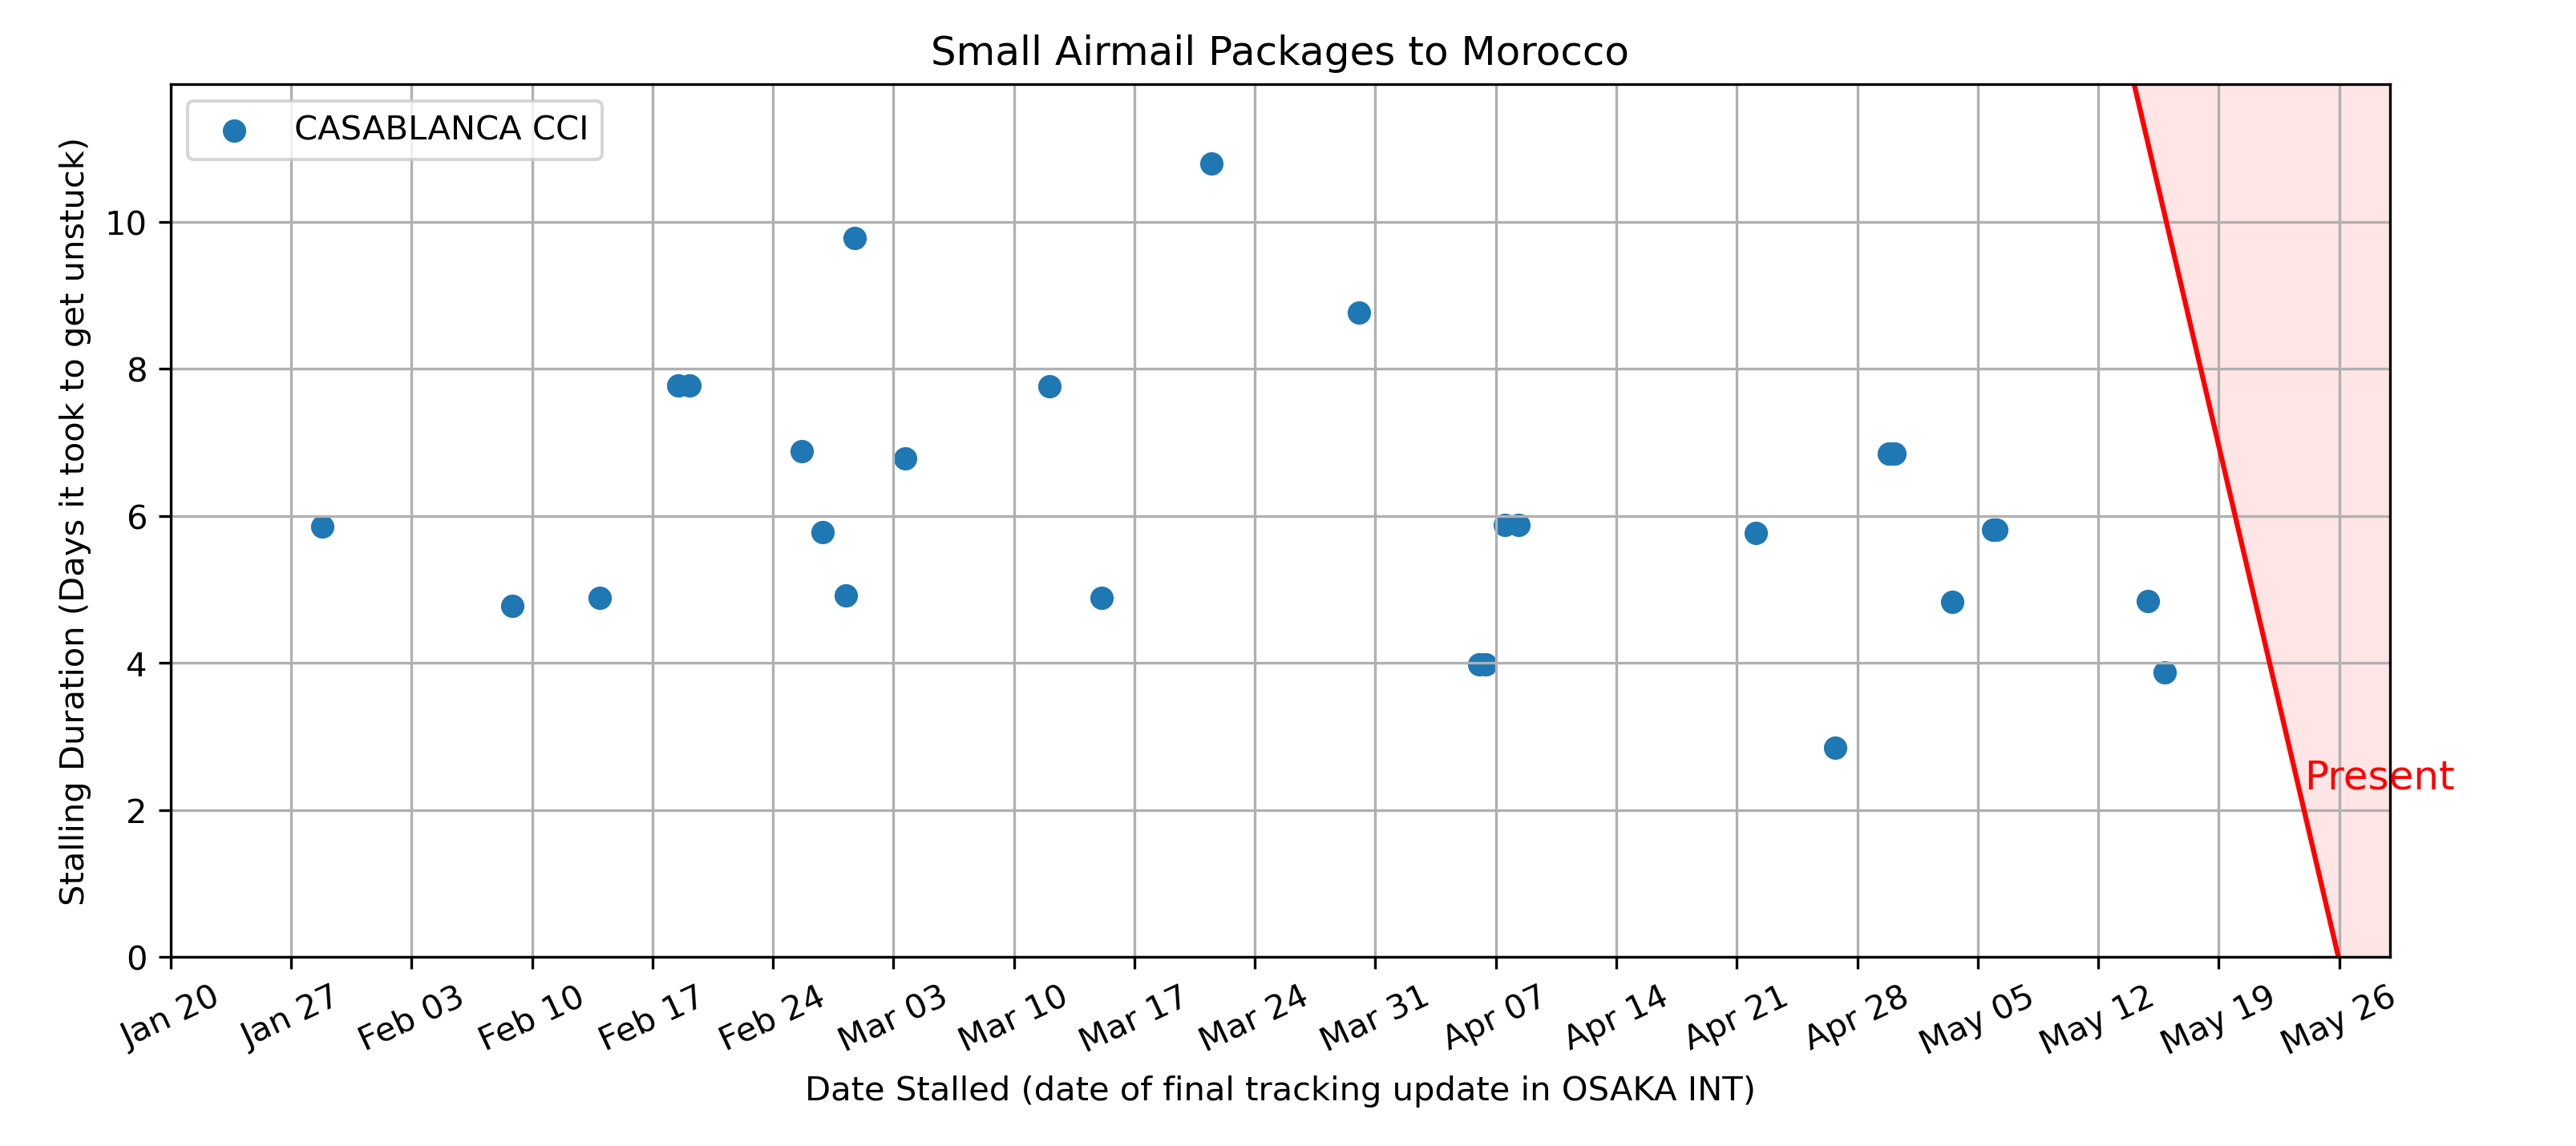 Small Airmail Packages to Morocco
CASABLANCA CCI
Stalling Duration (Days it took to get unstuck)
10
8
6
4
2
0
Present
Jan 20
Jan 27
Feb 03
Feb 10
Feb 17
Feb 24
Mar 03
Mar 10
Mar 17
Mar 24
Mar 31
Apr 07
Apr 14
Apr 21
Apr 28
May 05
May 12
May 19
May 26
Date Stalled (date of final tracking update in OSAKA INT)